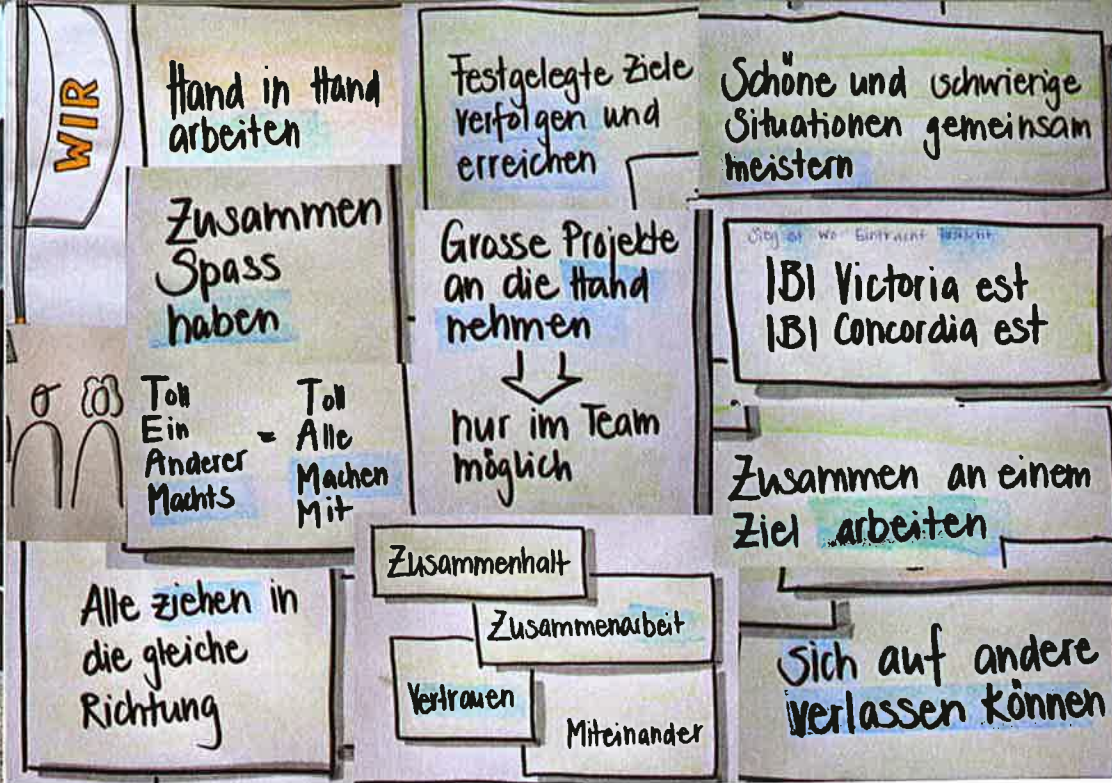 WIR
Hand in Hand
arbeiten
Festgelegte Ziele
verfolgen und
erreichen
Schöne und schwierige
Situationen gemeinsam
meistern
Zusammen
Spass
haben
Grosse Projekte
an die Hand
nehmen
nur im Team
möglich
Sieg ist wo Eintracht
IBI Victoria est
IBI Concordia est
Toll
Ein
Anderer
Machts
=
Toll
Alle
Machen
Mit
Zusammen an einem
Ziel arbeiten
Alle ziehen in
die gleiche
Richtung
Zusammenhalt
Zusammenarbeit
Vertrauen
Miteinander
Sich auf andere
verlassen können